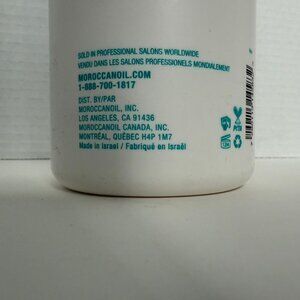 SOLD IN PROFESSIONAL SALONS WORLDWIDE
VENDU DANS LES SALONS PROFESSIONNELS MONDIALEMENT
MOROCCANOIL.COM
1-888-700-1817
DIST. BY/PAR
MOROCCANOIL, INC.
LOS ANGELES, CA 91436
MOROCCANOIL CANADA, INC.
MONTRÉAL, QUÉBEC H4P 1M7
Made in Israel / Fabriqué en Israël